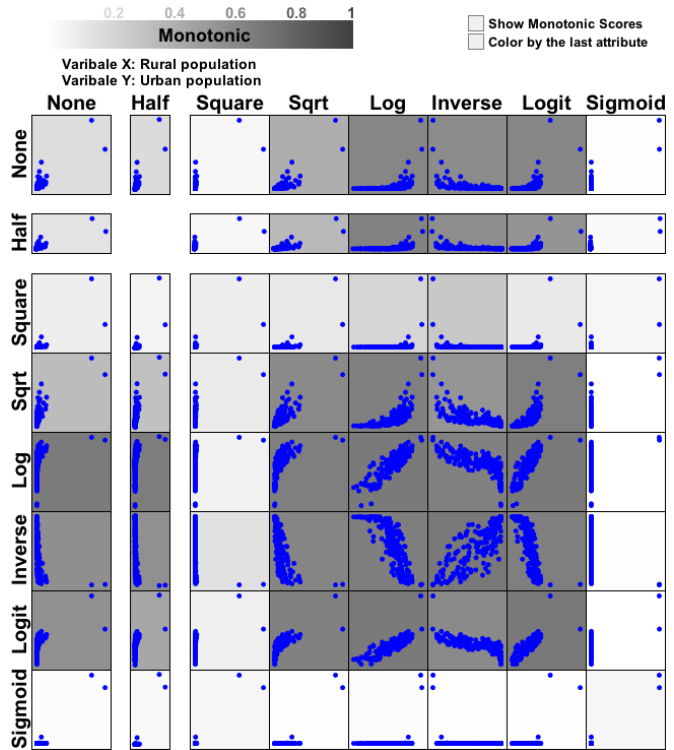 0.2 0.4 0.6 0.8 1
Monotonic
Show Monotonic Scores
Color by the last attribute
Varibale X: Rural population
Varibale Y: Urban population
None Half Square Sqrt Log Inverse Logit Sigmoid
None
Half
Square
Sqrt
Log
Inverse
Logit
Sigmoid